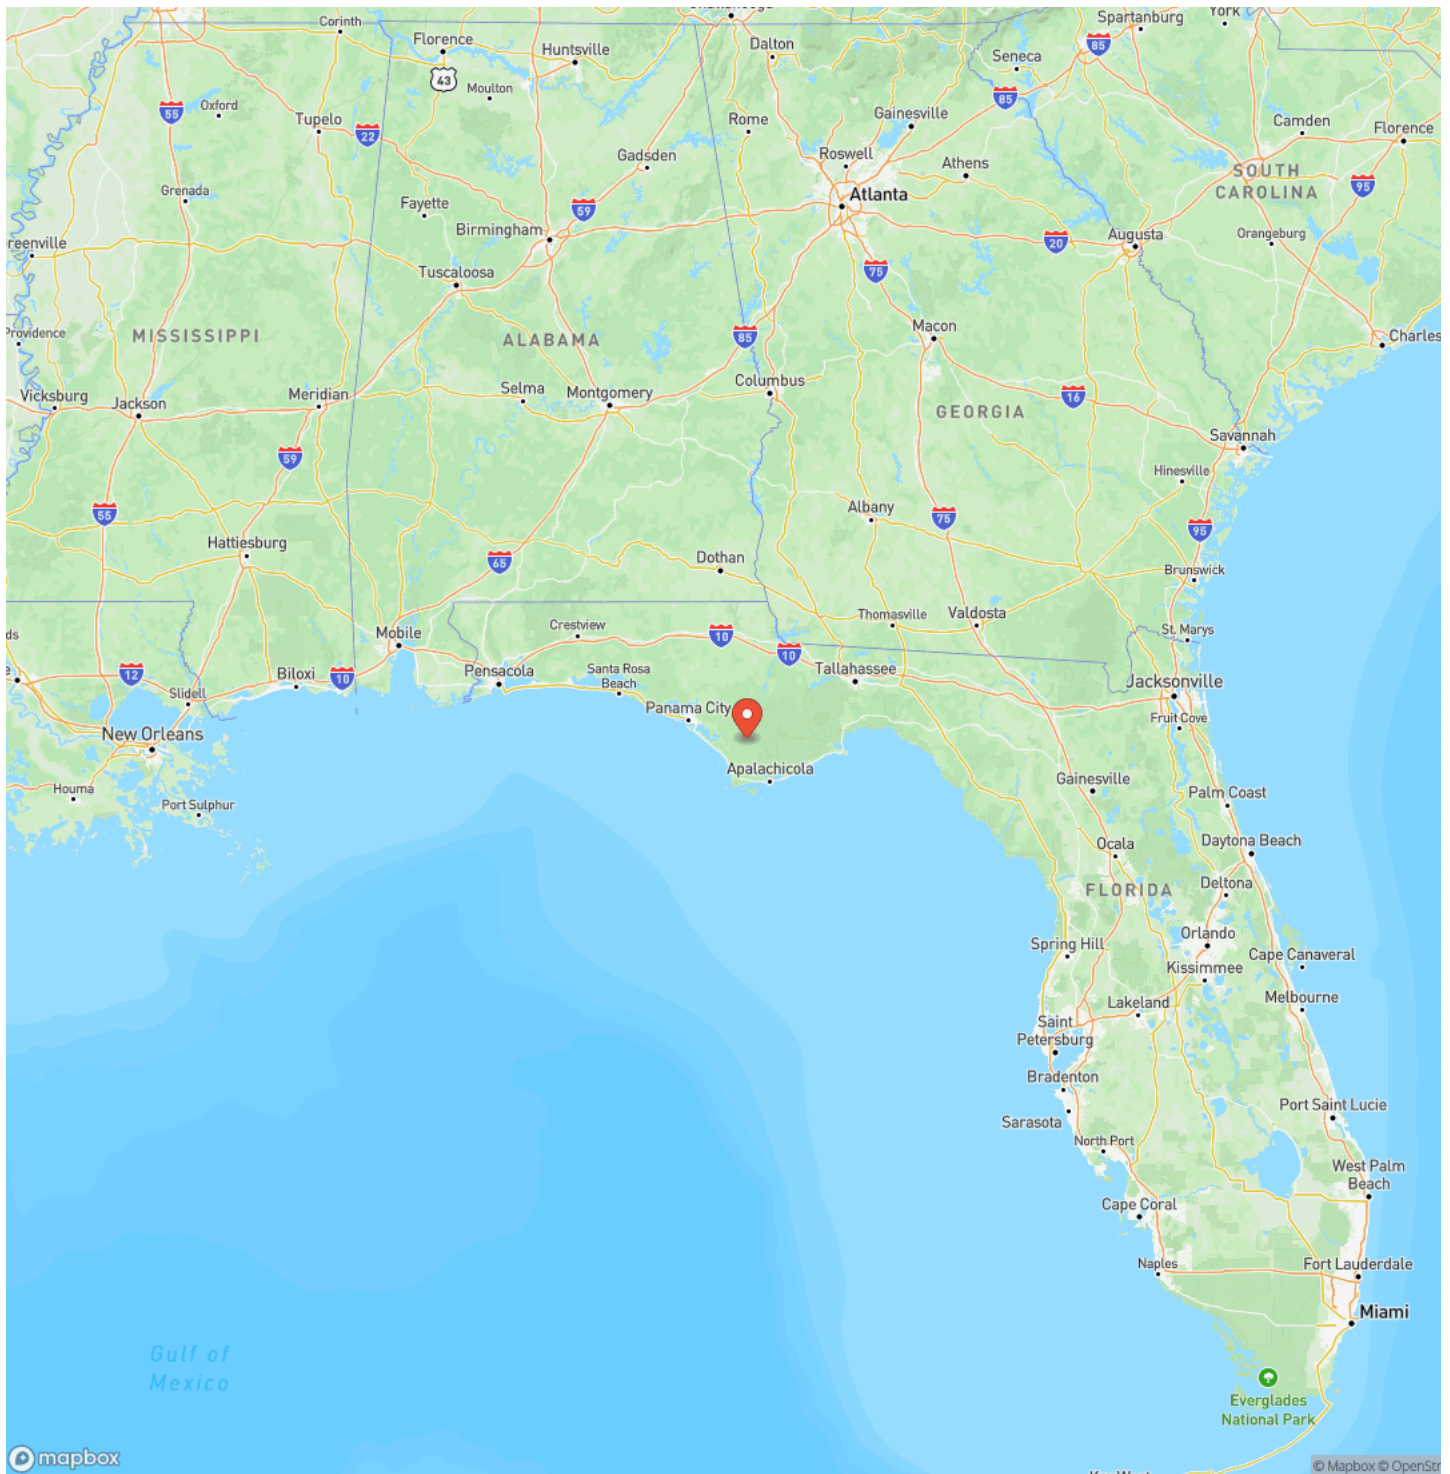 Corinth
Spartanburg
York
Florence
Huntsville
Dalton
85
Seneca
43
Moulton
55
Oxford
Tupelo
22
Rome
Gainesville
85
Camden
Florence
Gadsden
Roswell
Athens
SOUTH
CAROLINA
95
Grenada
Fayette
59
Atlanta
Birmingham
20
Augusta
Orangeburg
Tuscaloosa
75
Providence
MISSISSIPPI
ALABAMA
85
Macon
Charles
Vicksburg
Jackson
Meridian
Selma
Montgomery
Columbus
GEORGIA
16
Savannah
59
Hinesville
55
Albany
75
95
Hattiesburg
65
Dothan
Brunswick
ds
Mobile
Crestview
10
Thomasville
Valdosta
St. Marys
12
Biloxi
10
Pensacola
Santa Rosa
Beach
10
Tallahassee
Jacksonville
Slidell
New Orleans
Panama City
Fruit Cove
Houma
Port Sulphur
Apalachicola
Gainesville
Palm Coast
Ocala
Daytona Beach
FLORIDA
Deltona
Orlando
Spring Hill
Cape Canaveral
Kissimmee
Lakeland
Melbourne
Saint
Petersburg
Bradenton
Sarasota
Port Saint Lucie
North Port
West Palm
Beach
Cape Coral
Naples
Fort Lauderdale
Miami
Gulf of
Mexico
Everglades
National Park
mapbox
© Mapbox © OpenStr